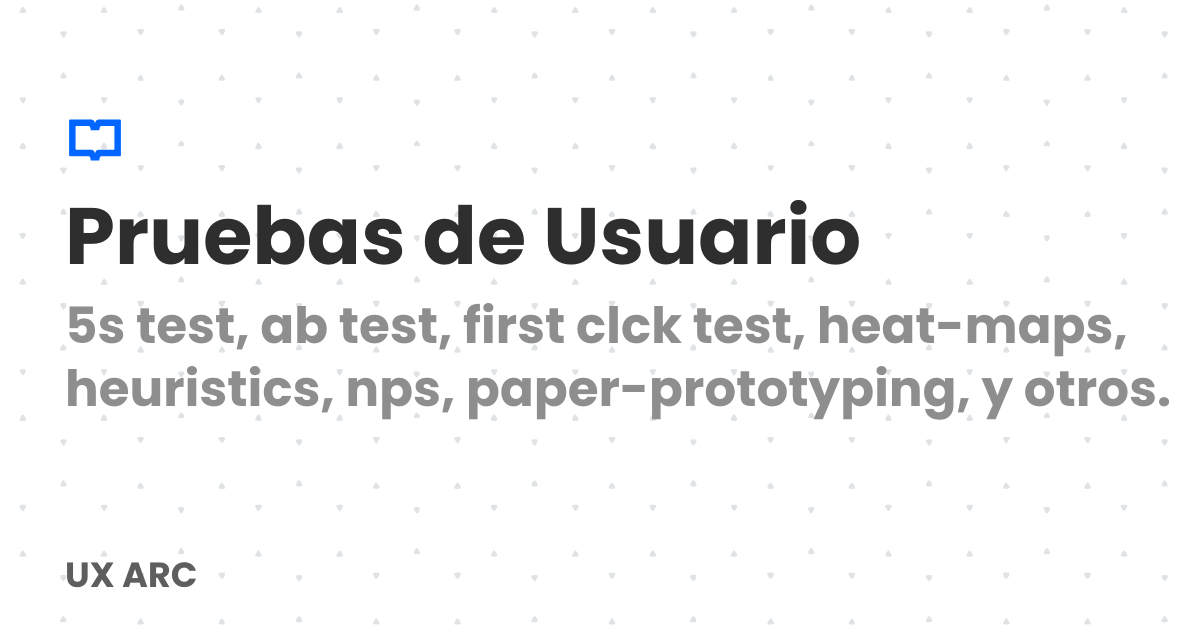 Pruebas de Usuario
5s test, ab test, first clck test, heat-maps,
heuristics, nps, paper-prototyping, y otros.
UX ARC